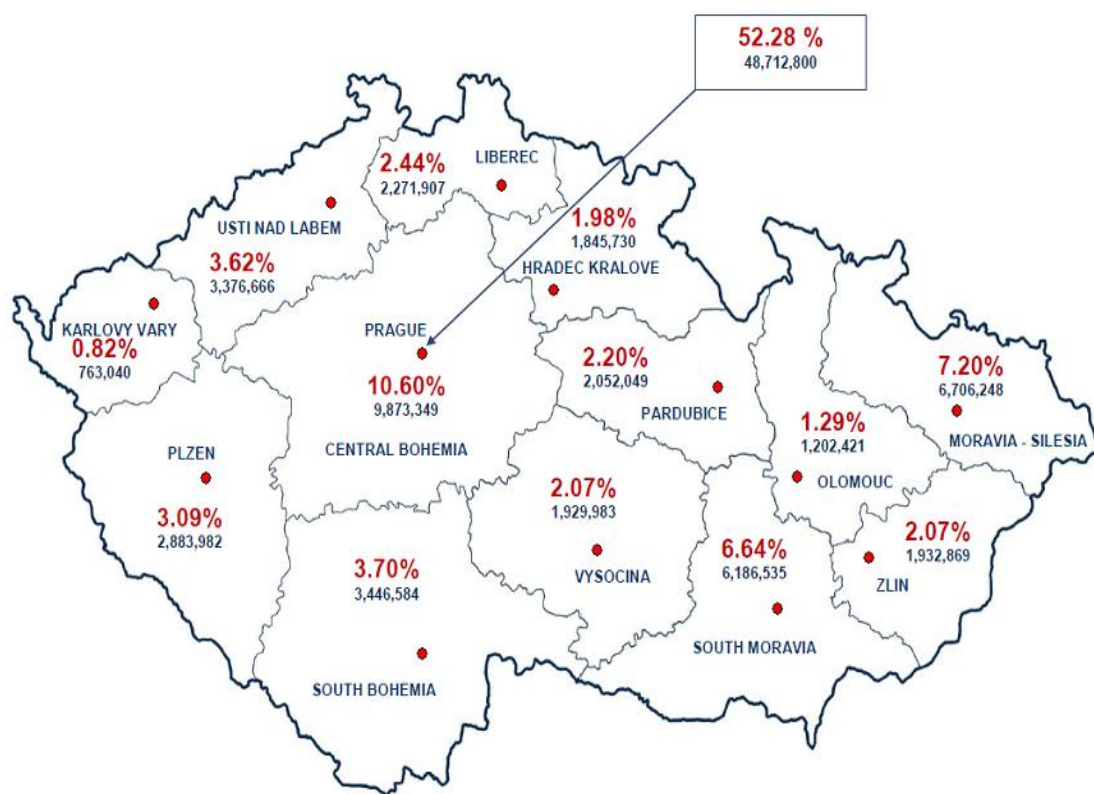 52.28 %
48,712,800
LIBEREC
2.44%
2,271,907
USTI NAD LABEM
3.62%
3,376,666
1.98%
1,845,730
HRADEC KRALOVE
KARLOVY VARY
0.82%
763,040
PRAGUE
10.60%
9,873,349
CENTRAL BOHEMIA
2.20%
2,052,049
PARDUBICE
7.20%
6,706,248
MORAVIA - SILESIA
1.29%
1,202,421
OLOMOUC
PLZEN
3.09%
2,883,982
2.07%
1,929,983
VYSOCINA
2.07%
1,932,869
ZLIN
6.64%
6,186,535
SOUTH MORAVIA
3.70%
3,446,584
SOUTH BOHEMIA